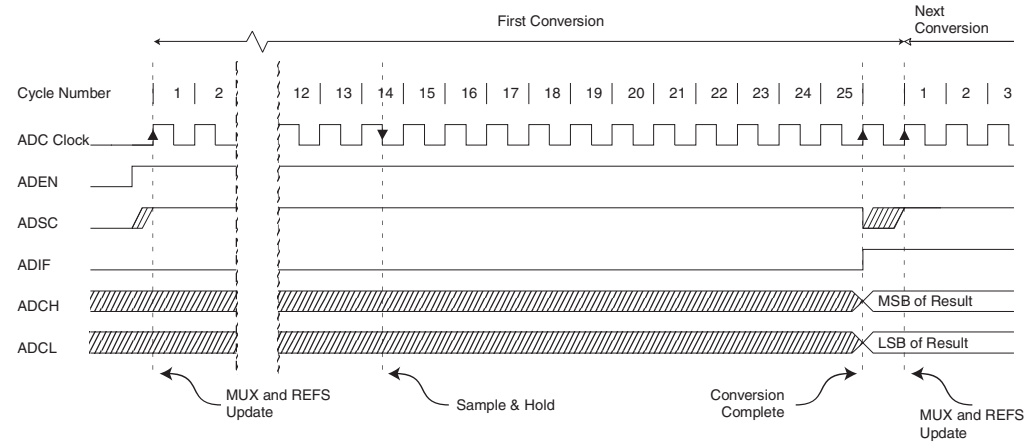 First Conversion
Next
Conversion
Cycle Number 1 2 12 13 14 15 16 17 18 19 20 21 22 23 24 25 1 2 3
ADC Clock
ADEN
ADSC
ADIF
ADCH MSB of Result
ADCL LSB of Result
MUX and REFS
Update
Sample & Hold
Conversion
Complete
MUX and REFS
Update